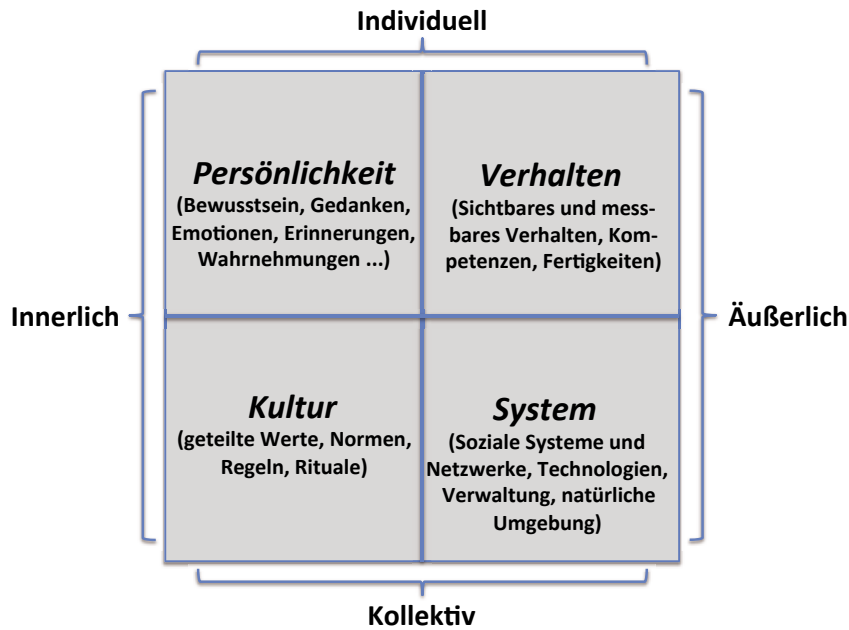 Individuell
Persönlichkeit
(Bewusstsein, Gedanken,
Emotionen, Erinnerungen,
Wahrnehmungen ...)
Verhalten
(Sichtbares und mess-
bares Verhalten, Kom-
petenzen, Fertigkeiten)
Innerlich
Äußerlich
Kultur
(geteilte Werte, Normen,
Regeln, Rituale)
System
(Soziale Systeme und
Netzwerke, Technologien,
Verwaltung, natürliche
Umgebung)
Kollektiv